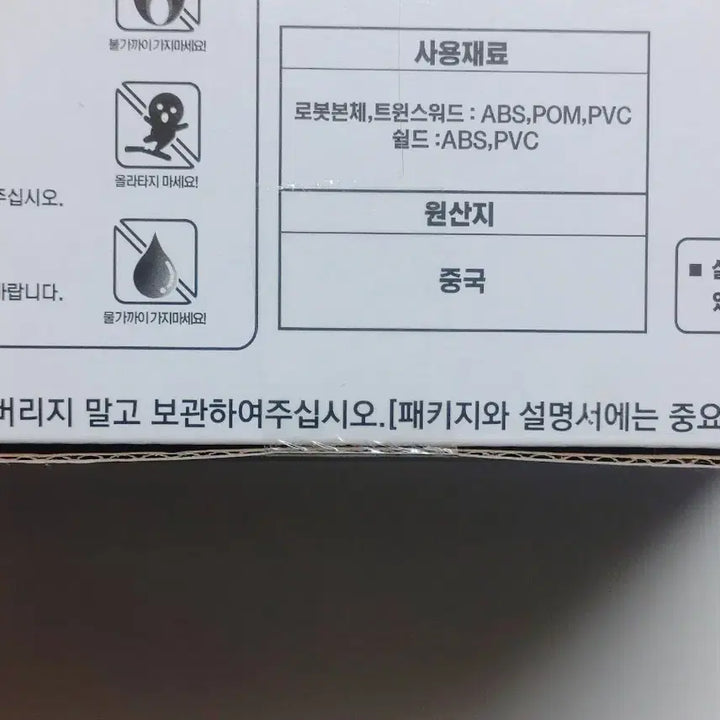 불가까이 가지마세요!
올라타지 마세요!
주십시오.
바랍니다.
물가까이 가지마세요!
사용재료
로봇본체,트윈스워드 : ABS,POM,PVC
쉴드 :ABS,PVC
원산지
중국
■
버리지 말고 보관하여주십시오.[패키지와 설명서에는 중요